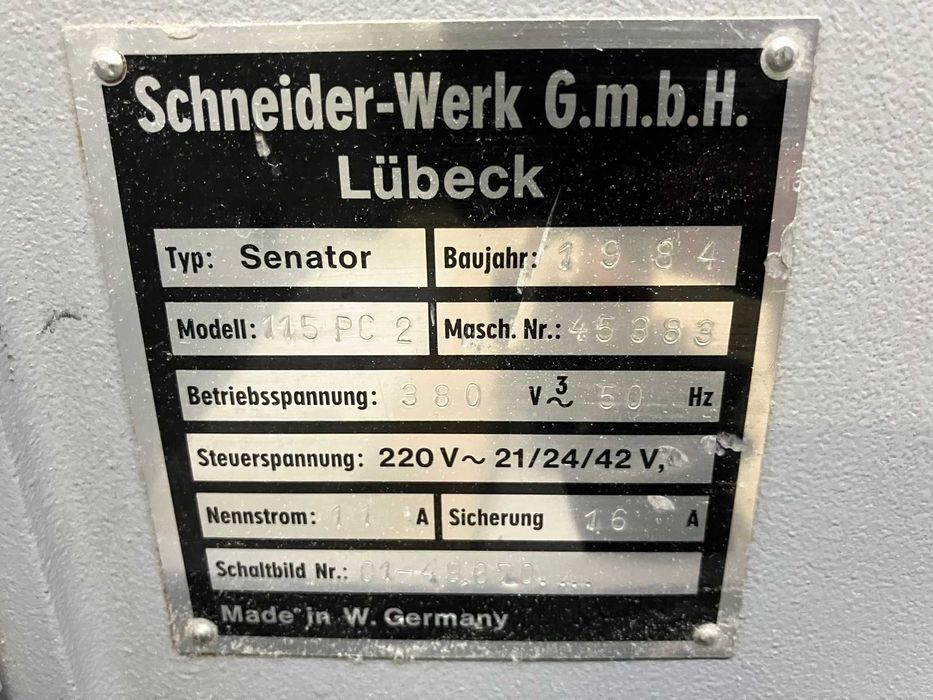 Schneider-Werk G.m.b.H.
Lübeck
Typ: Senator Baujahr: 1984
Modell: 115 PC 2 Masch. Nr.: 45383
Betriebsspannung: 380 V 3~ 50 Hz
Steuerspannung: 220 V~ 21/24/42 V,
Nennstrom: 11 A Sicherung 16 A
Schaltbild Nr.:
Made in W. Germany